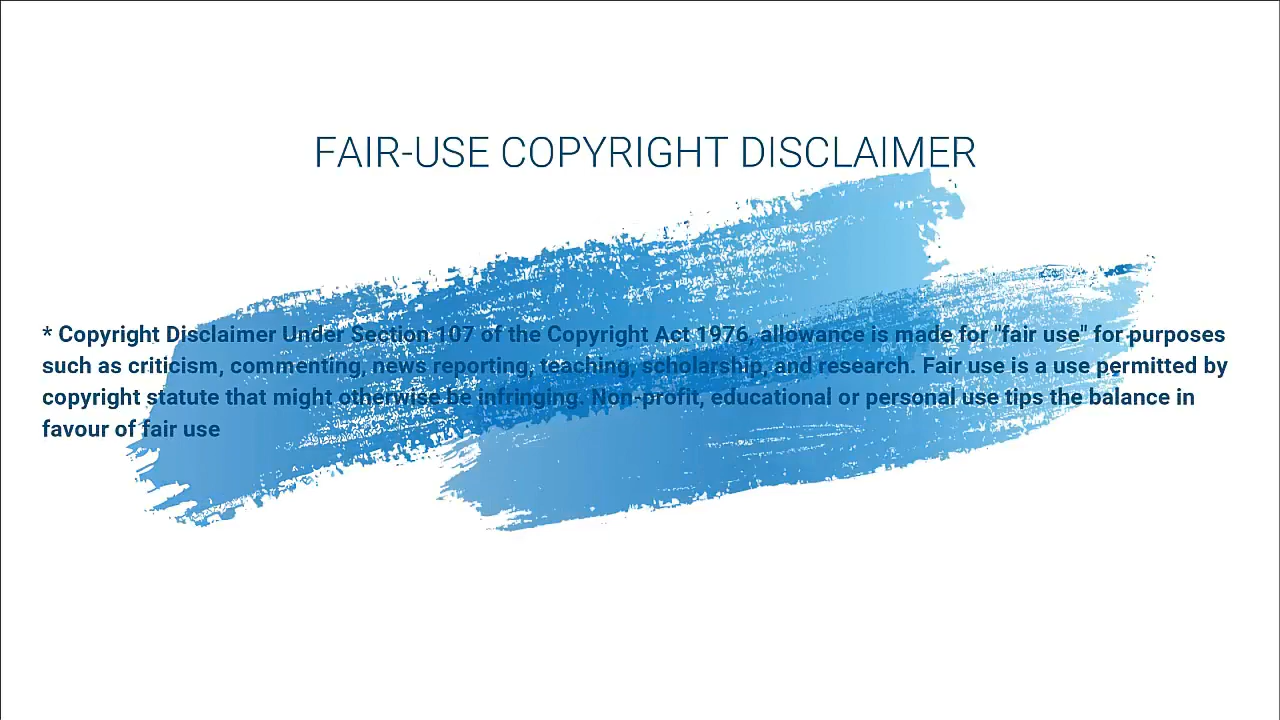 FAIR-USE COPYRIGHT DISCLAIMER
* Copyright Disclaimer Under Section 107 of the Copyright Act 1976, allowance is made for "fair use" for purposes
such as criticism, commenting, news reporting, teaching, scholarship, and research. Fair use is a use permitted by
copyright statute that might otherwise be infringing. Non-profit, educational or personal use tips the balance in
favour of fair use